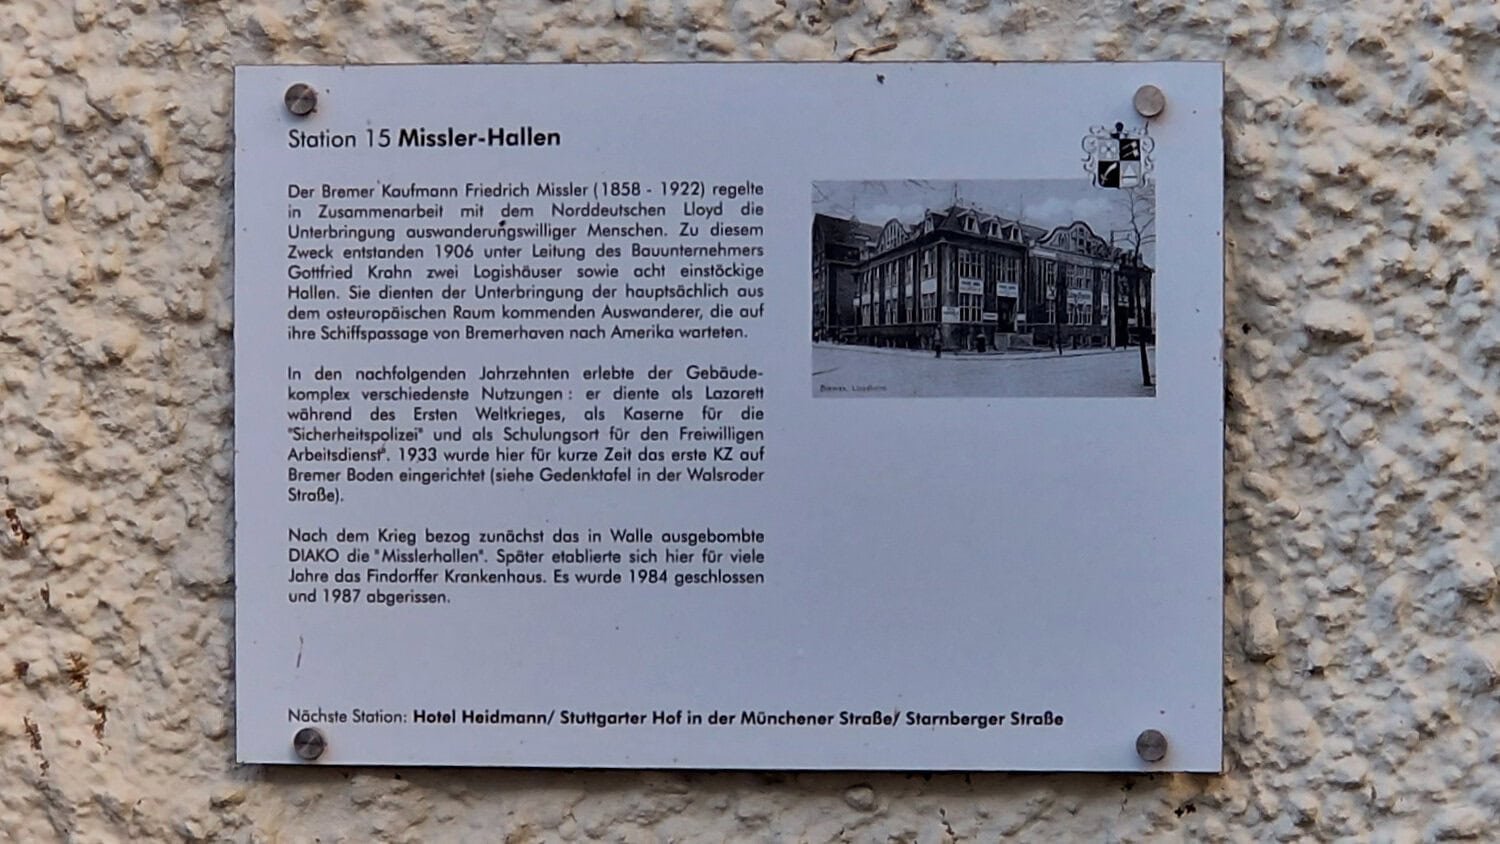 Station 15 Missler-Hallen
Der Bremer Kaufmann Friedrich Missler (1858 - 1922) regelte
in Zusammenarbeit mit dem Norddeutschen Lloyd die
Unterbringung auswanderungswilliger Menschen. Zu diesem
Zweck entstanden 1906 unter Leitung des Bauunternehmers
Gottfried Krahn zwei Logishäuser sowie acht einstöckige
Hallen. Sie dienten der Unterbringung der hauptsächlich aus
dem osteuropäischen Raum kommenden Auswanderer, die auf
ihre Schiffspassage von Bremerhaven nach Amerika warteten.
In den nachfolgenden Jahrzehnten erlebte der Gebäude-
komplex verschiedenste Nutzungen: er diente als Lazarett
während des Ersten Weltkrieges, als Kaserne für die
"Sicherheitspolizei" und als Schulungsort für den Freiwilligen
Arbeitsdienst". 1933 wurde hier für kurze Zeit das erste KZ auf
Bremer Boden eingerichtet (siehe Gedenktafel in der Walsroder
Straße).
Nach dem Krieg bezog zunächst das in Walle ausgebombte
DIAKO die "Misslerhallen". Später etablierte sich hier für viele
Jahre das Findorffer Krankenhaus. Es wurde 1984 geschlossen
und 1987 abgerissen.
Bremen,
Nächste Station: Hotel Heidmann/ Stuttgarter Hof in der Münchener Straße/ Starnberger Straße